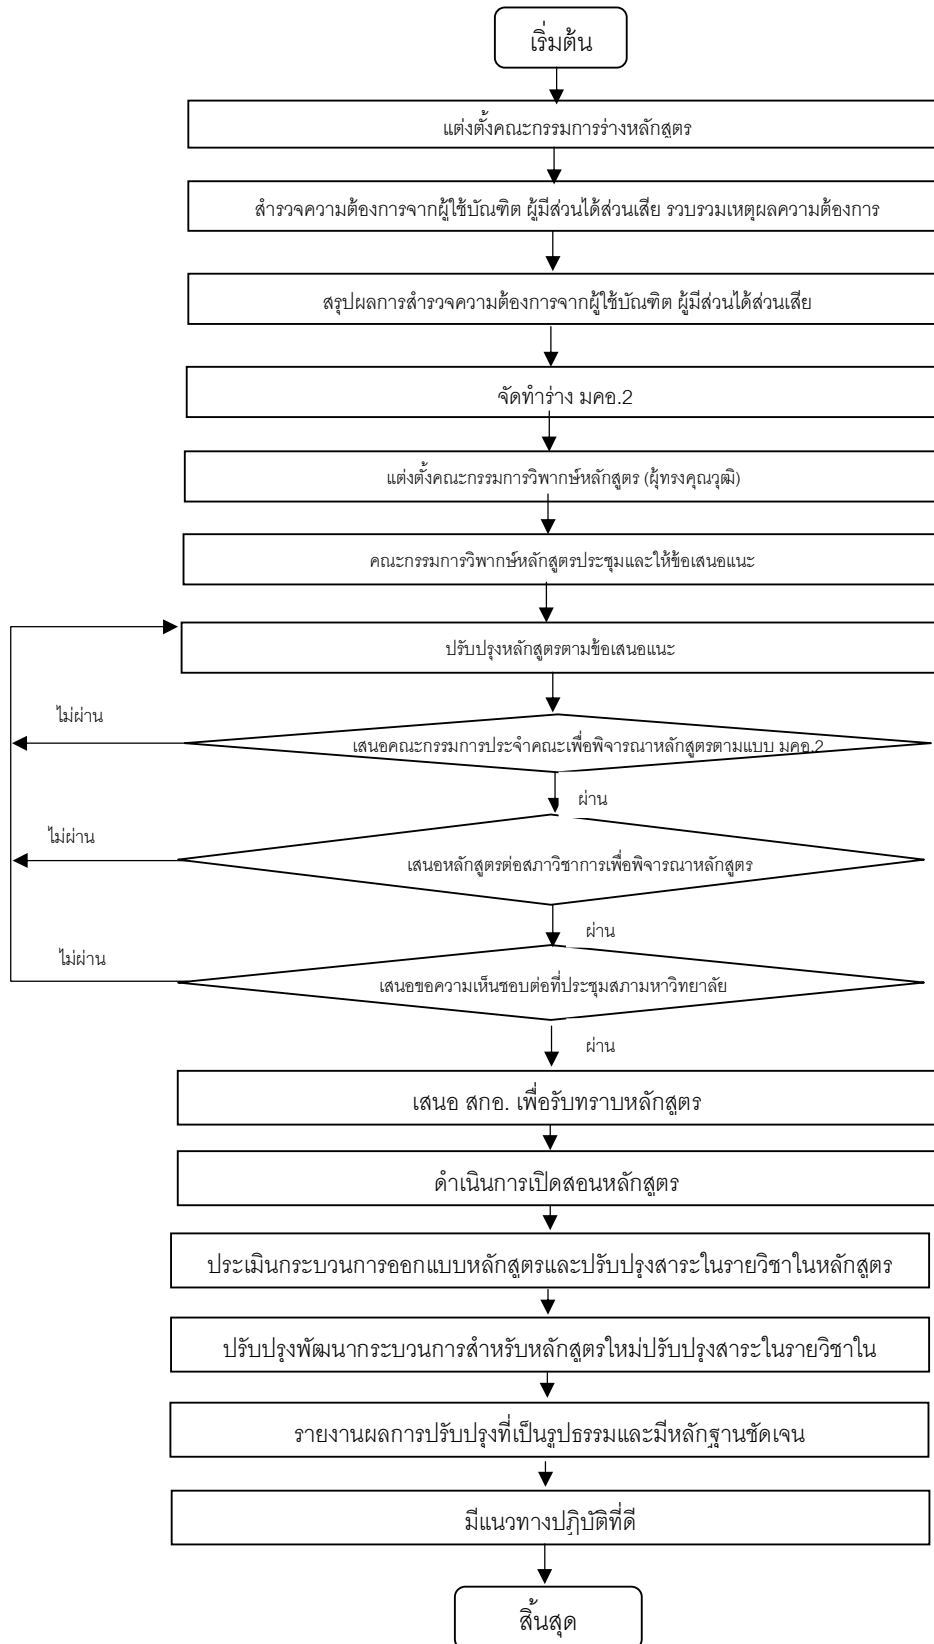 เริ่มต้น
แต่งตั้งคณะกรรมการร่างหลักสูตร
สำรวจความต้องการจากผู้ใช้บัณฑิต ผู้มีส่วนได้ส่วนเสีย รวบรวมเหตุผลความต้องการ
สรุปผลการสำรวจความต้องการจากผู้ใช้บัณฑิต ผู้มีส่วนได้ส่วนเสีย
จัดทำร่าง มคอ.2
แต่งตั้งคณะกรรมการวิพากษ์หลักสูตร (ผุ้ทรงคุณวุฒิ)
คณะกรรมการวิพากษ์หลักสูตรประชุมและให้ข้อเสนอแนะ
ปรับปรุงหลักสูตรตามข้อเสนอแนะ
ไม่ผ่าน
เสนอคณะกรรมการประจำคณะเพื่อพิจารณาหลักสูตรตามแบบ มคอ.2
ผ่าน
ไม่ผ่าน
เสนอหลักสูตรต่อสภาวิชาการเพื่อพิจารณาหลักสูตร
ผ่าน
ไม่ผ่าน
เสนอขอความเห็นชอบต่อที่ประชุมสภามหาวิทยาลัย
ผ่าน
เสนอ สกอ. เพื่อรับทราบหลักสูตร
ดำเนินการเปิดสอนหลักสูตร
ประเมินกระบวนการออกแบบหลักสูตรและปรับปรุงสาระในรายวิชาในหลักสูตร
ปรับปรุงพัฒนากระบวนการสำหรับหลักสูตรใหม่ปรับปรุงสาระในรายวิชาใน
รายงานผลการปรับปรุงที่เป็นรูปธรรมและมีหลักฐานชัดเจน
มีแนวทางปฏิบัติที่ดี
สิ้นสุด